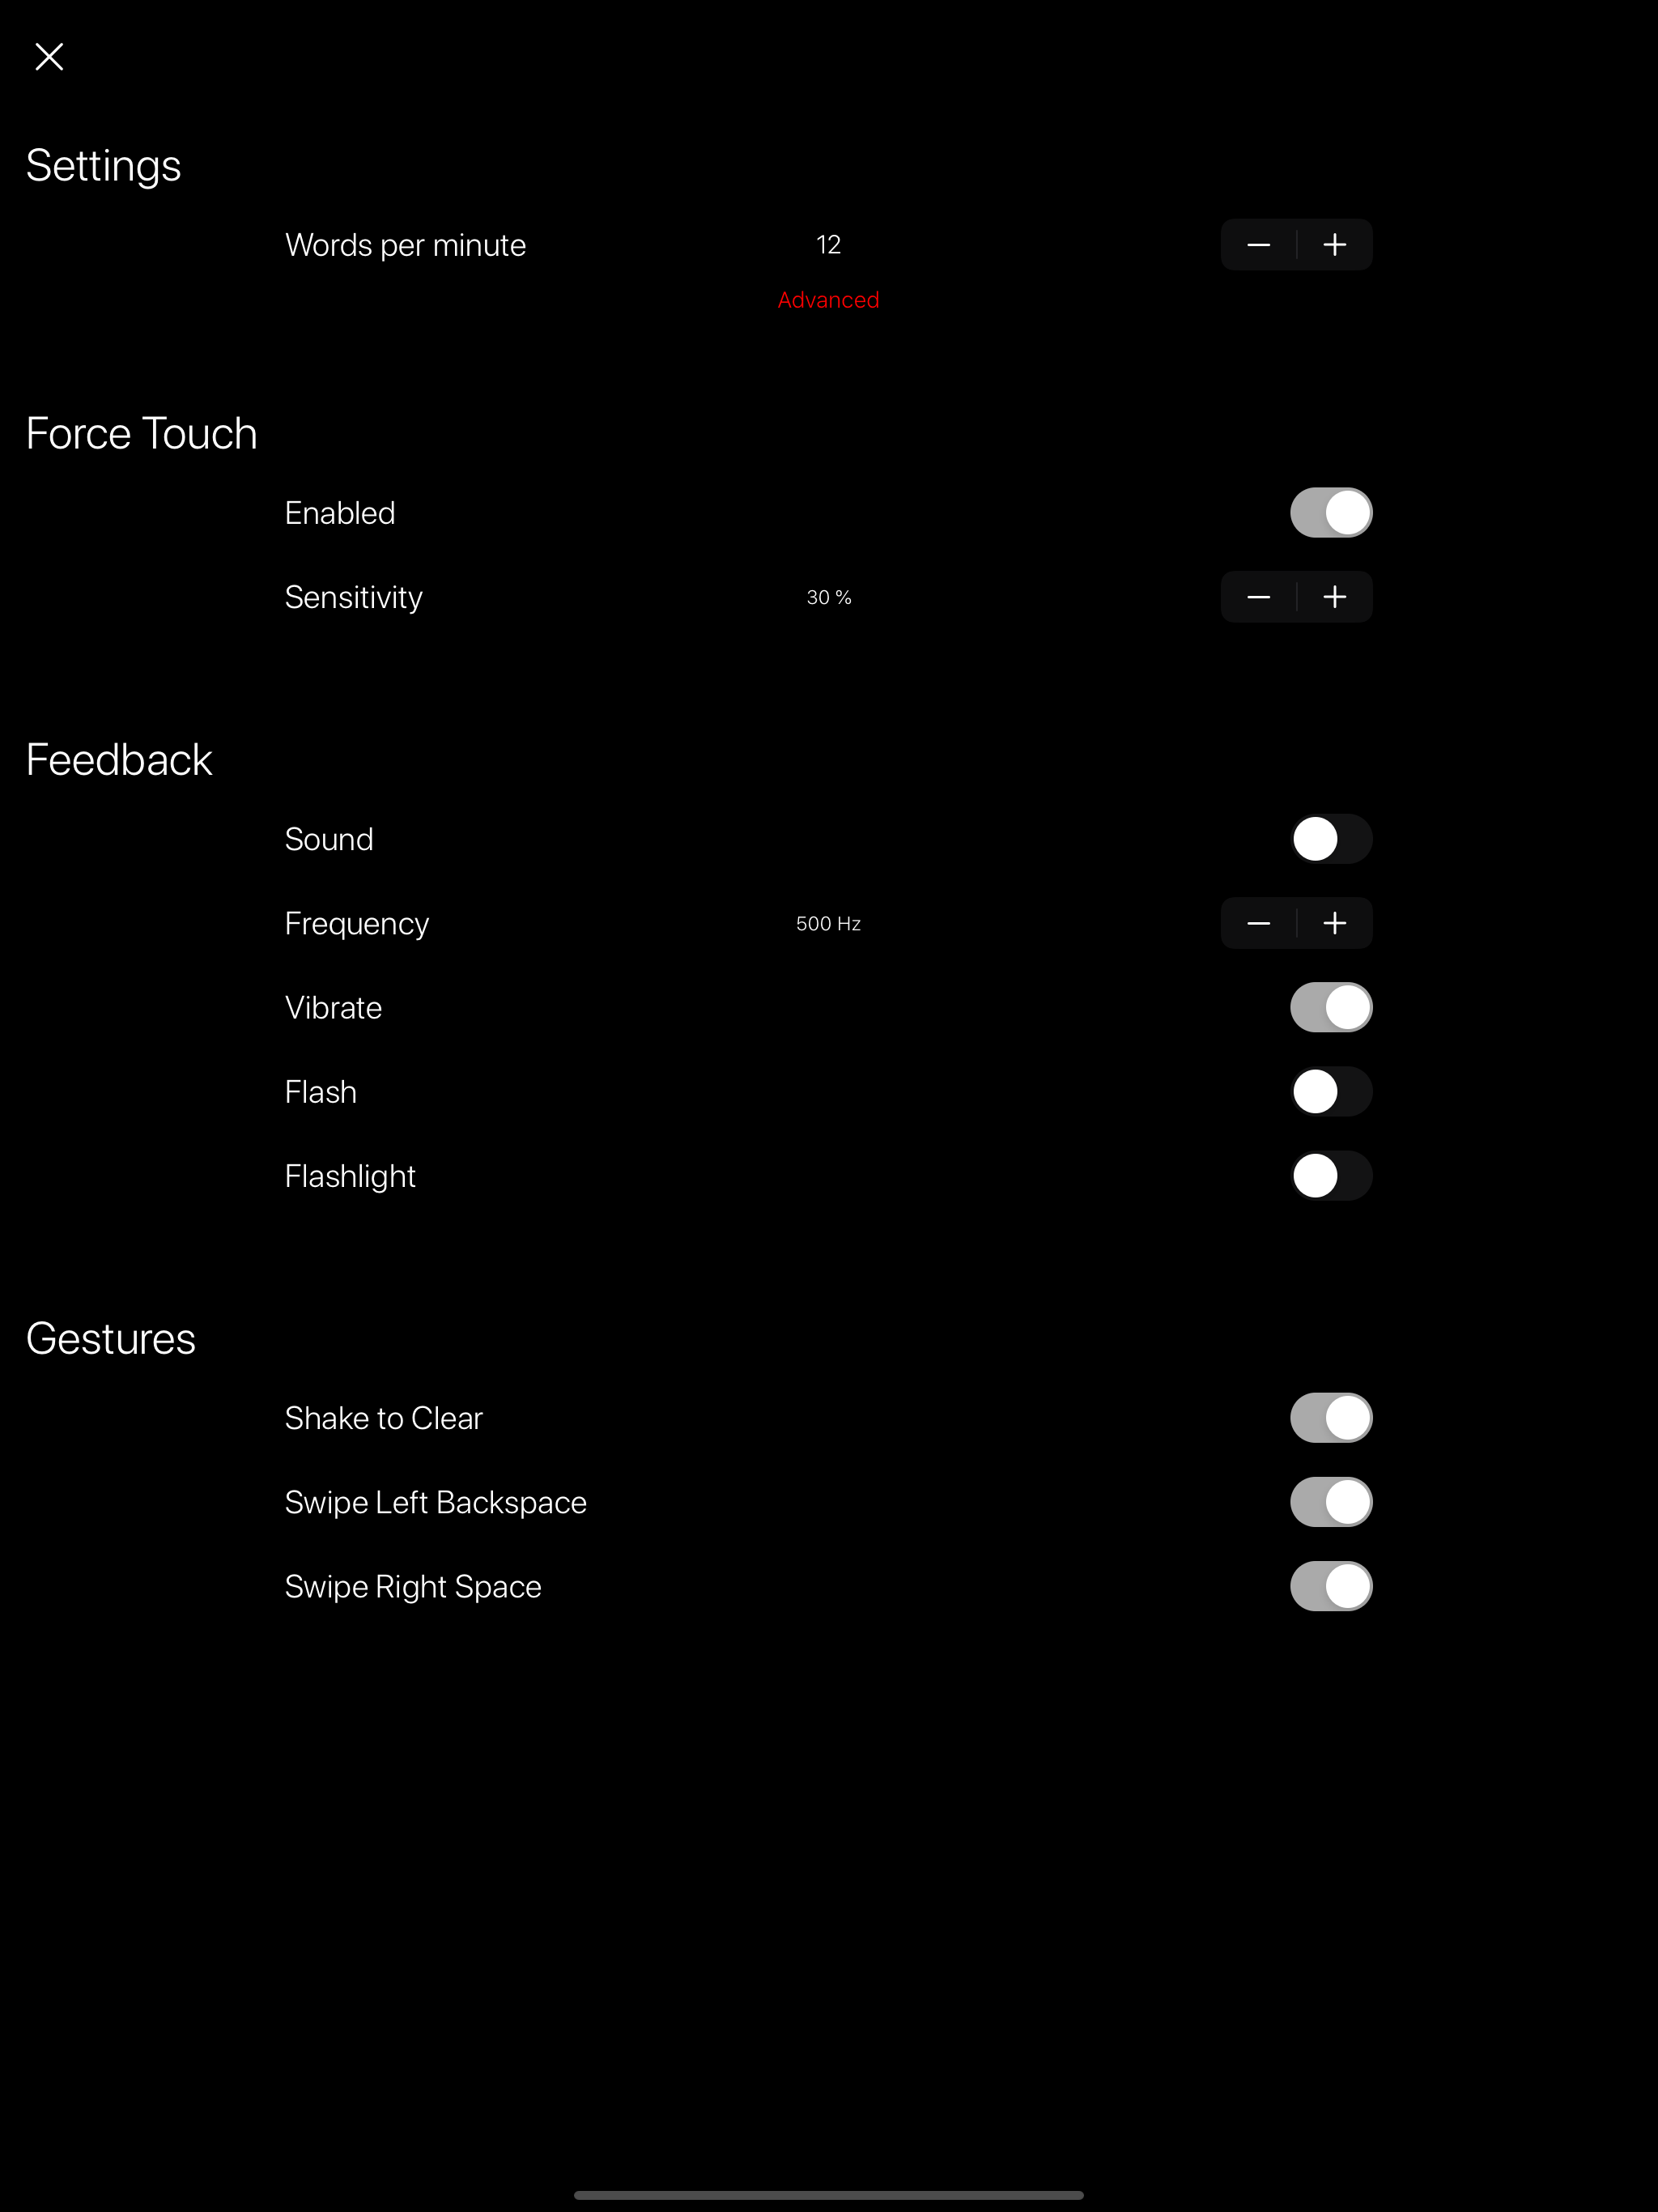 Settings
Words per minute 12
Advanced
Force Touch
Enabled
Sensitivity 30 %
Feedback
Sound
Frequency 500 Hz
Vibrate
Flash
Flashlight
Gestures
Shake to Clear
Swipe Left Backspace
Swipe Right Space